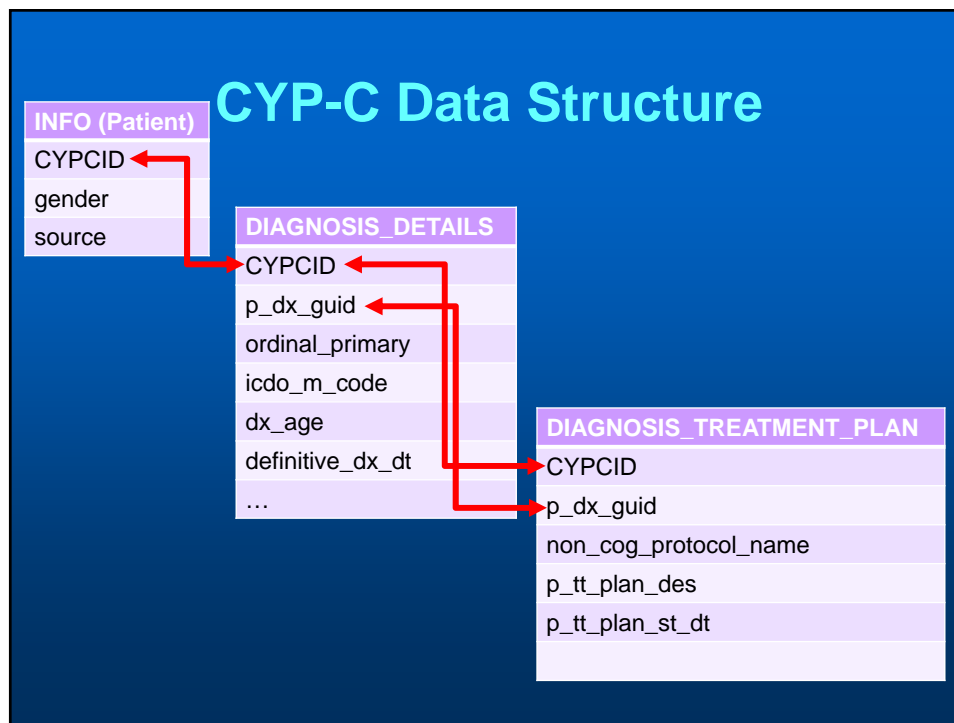 CYP-C Data Structure
INFO (Patient)
CYPCID
gender
source
DIAGNOSIS_DETAILS
CYPCID
p_dx_guid
ordinal_primary
icdo_m_code
dx_age
definitive_dx_dt
…
DIAGNOSIS_TREATMENT_PLAN
CYPCID
p_dx_guid
non_cog_protocol_name
p_tt_plan_des
p_tt_plan_st_dt